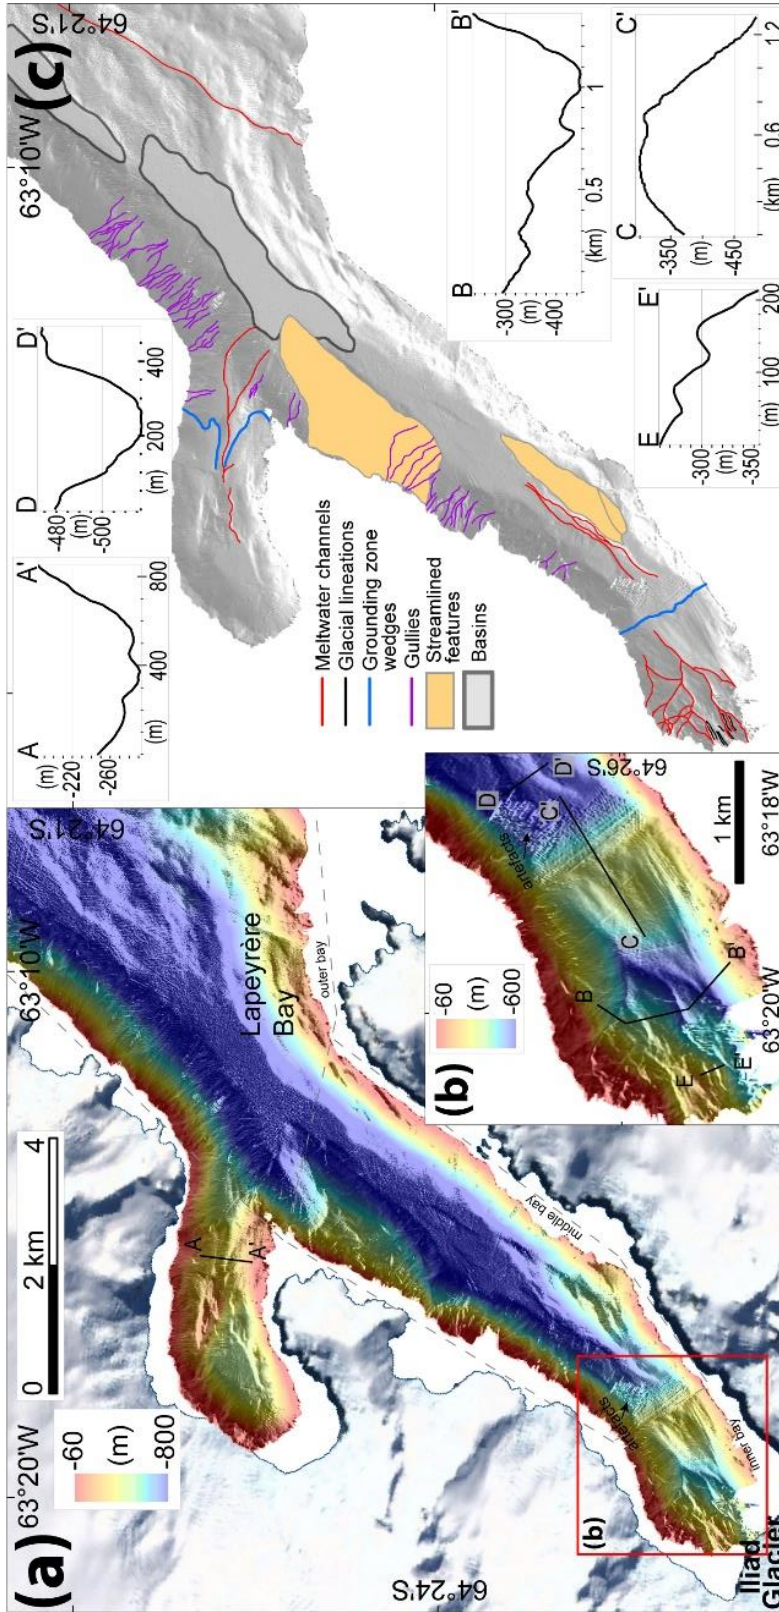 (a)
63°20'W
63°10'W
64°21'S
64°24'S
-60
(m)
-800
0
2 km
4
Lapeyrère
Bay
outer bay
middle bay
inner bay
A
A'
artefacts
(b)
Iliad
Glacier
(b)
-60
(m)
-600
B
B'
C
C'
D
D'
E
E'
artefacts
64°26'S
63°20'W
63°18'W
1 km
(c)
63°10'W
64°21'S
A
A'
(m)
-220
-260
(m)
400
800
D
D'
-480
(m)
-500
(m)
200
400
Meltwater channels
Glacial lineations
Grounding zone
wedges
Gullies
Streamlined
features
Basins
B
B'
-300
(m)
-400
(km)
0.5
1
E
E'
-300
(m)
-350
(m)
100
200
C
C'
-350
(m)
-450
(km)
0.6
1.2